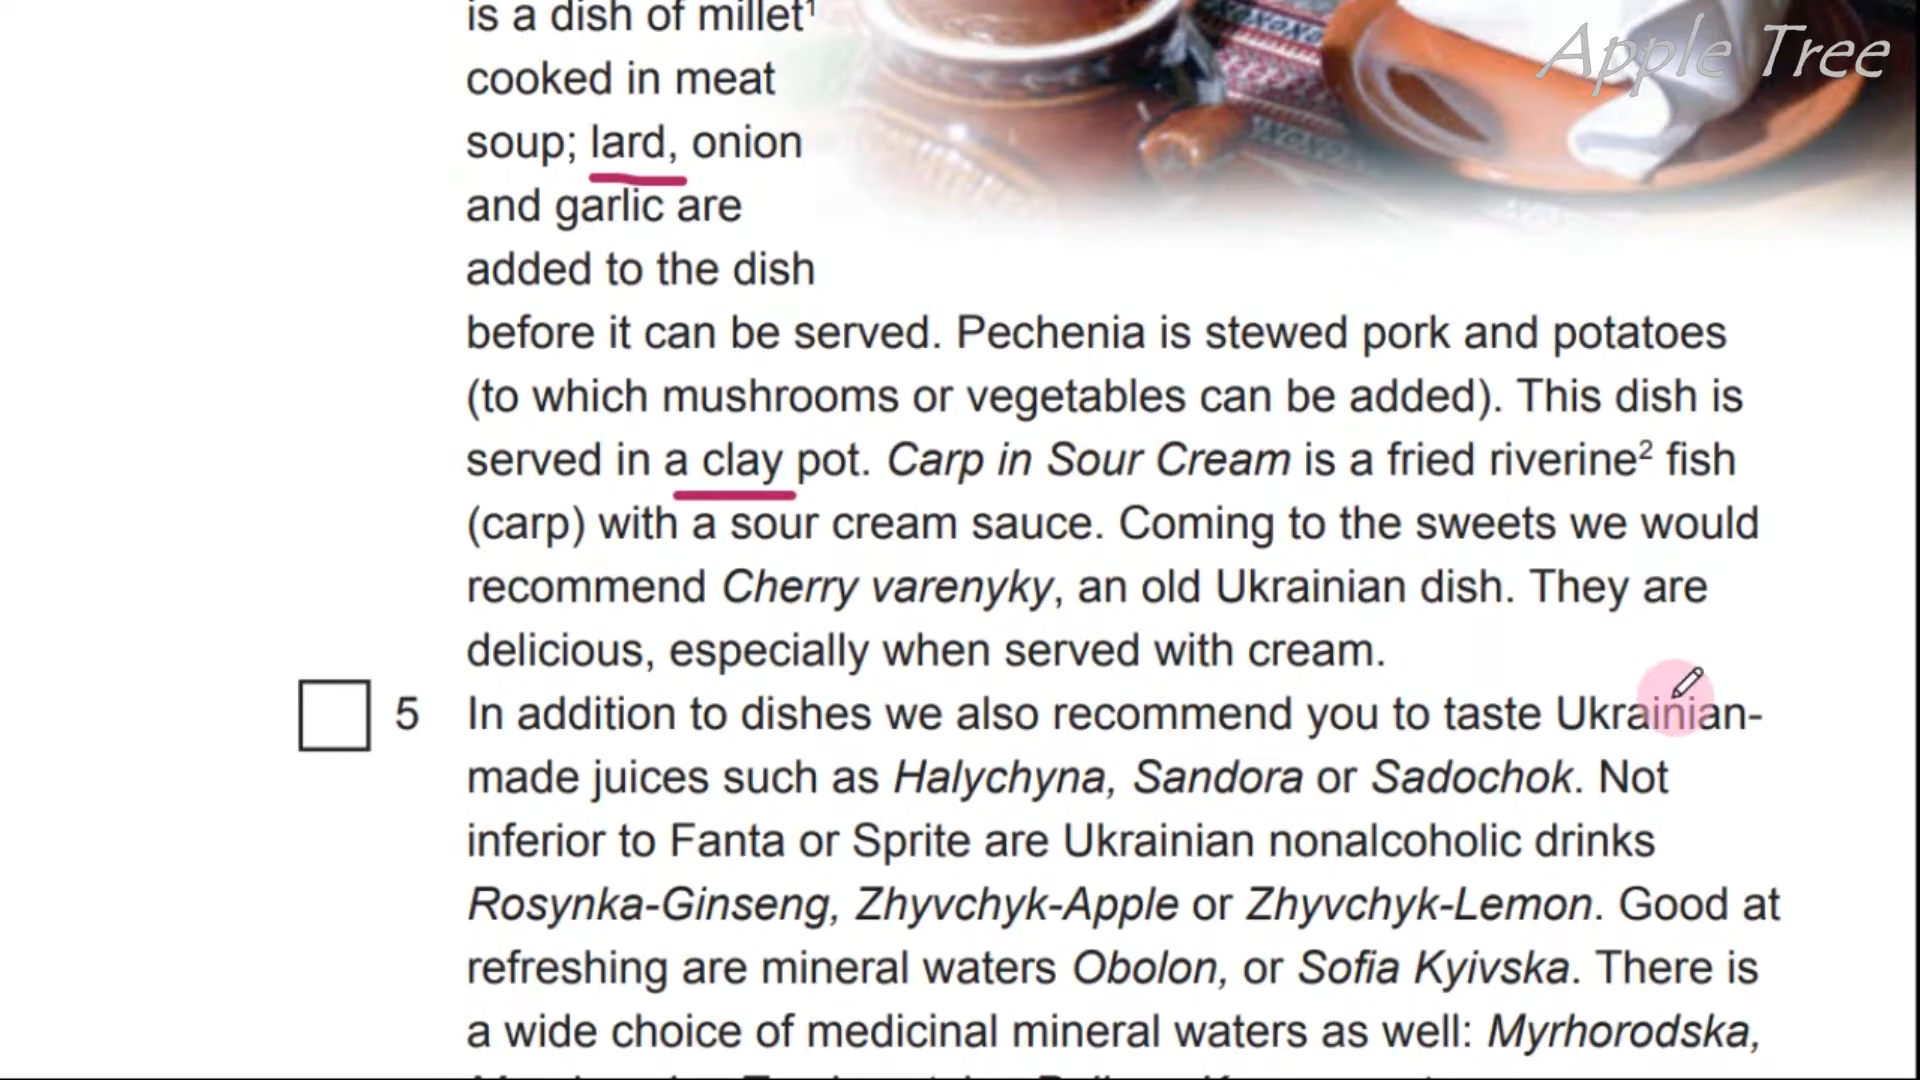 Apple Tree
is a dish of millet¹
cooked in meat
soup; lard, onion
and garlic are
added to the dish
before it can be served. Pechenia is stewed pork and potatoes
(to which mushrooms or vegetables can be added). This dish is
served in a clay pot. Carp in Sour Cream is a fried riverine² fish
(carp) with a sour cream sauce. Coming to the sweets we would
recommend Cherry varenyky, an old Ukrainian dish. They are
delicious, especially when served with cream.
5 In addition to dishes we also recommend you to taste Ukrainian-
made juices such as Halychyna, Sandora or Sadochok. Not
inferior to Fanta or Sprite are Ukrainian nonalcoholic drinks
Rosynka-Ginseng, Zhyvchyk-Apple or Zhyvchyk-Lemon. Good at
refreshing are mineral waters Obolon, or Sofia Kyivska. There is
a wide choice of medicinal mineral waters as well: Myrhorodska,